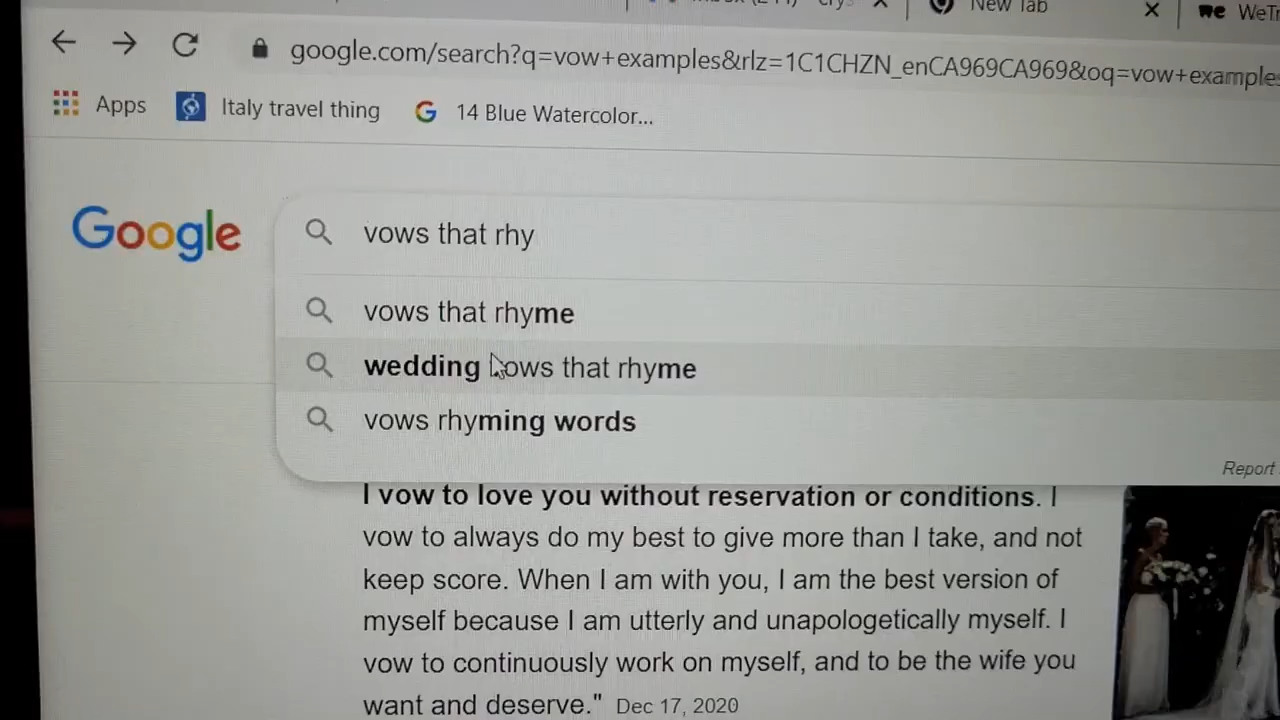 New Tab
google.com/search?q=vow+examples&rlz=1C1CHZN_enCA969CA969&oq=vow+example
Apps Italy travel thing 14 Blue Watercolor...
Google
vows that rhy
vows that rhyme
wedding vows that rhyme
vows rhyming words
Report
I vow to love you without reservation or conditions. I
vow to always do my best to give more than I take, and not
keep score. When I am with you, I am the best version of
myself because I am utterly and unapologetically myself. I
vow to continuously work on myself, and to be the wife you
want and deserve." Dec 17, 2020